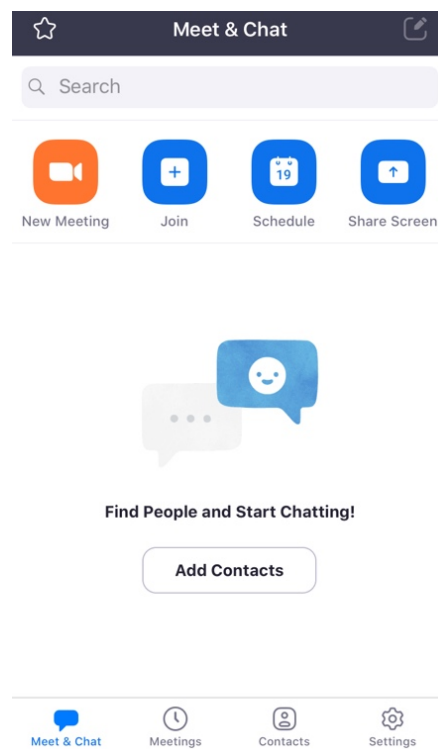 Meet & Chat
Search
19
New Meeting
Join
Schedule
Share Screen
Find People and Start Chatting!
Add Contacts
Meet & Chat
Meetings
Contacts
Settings